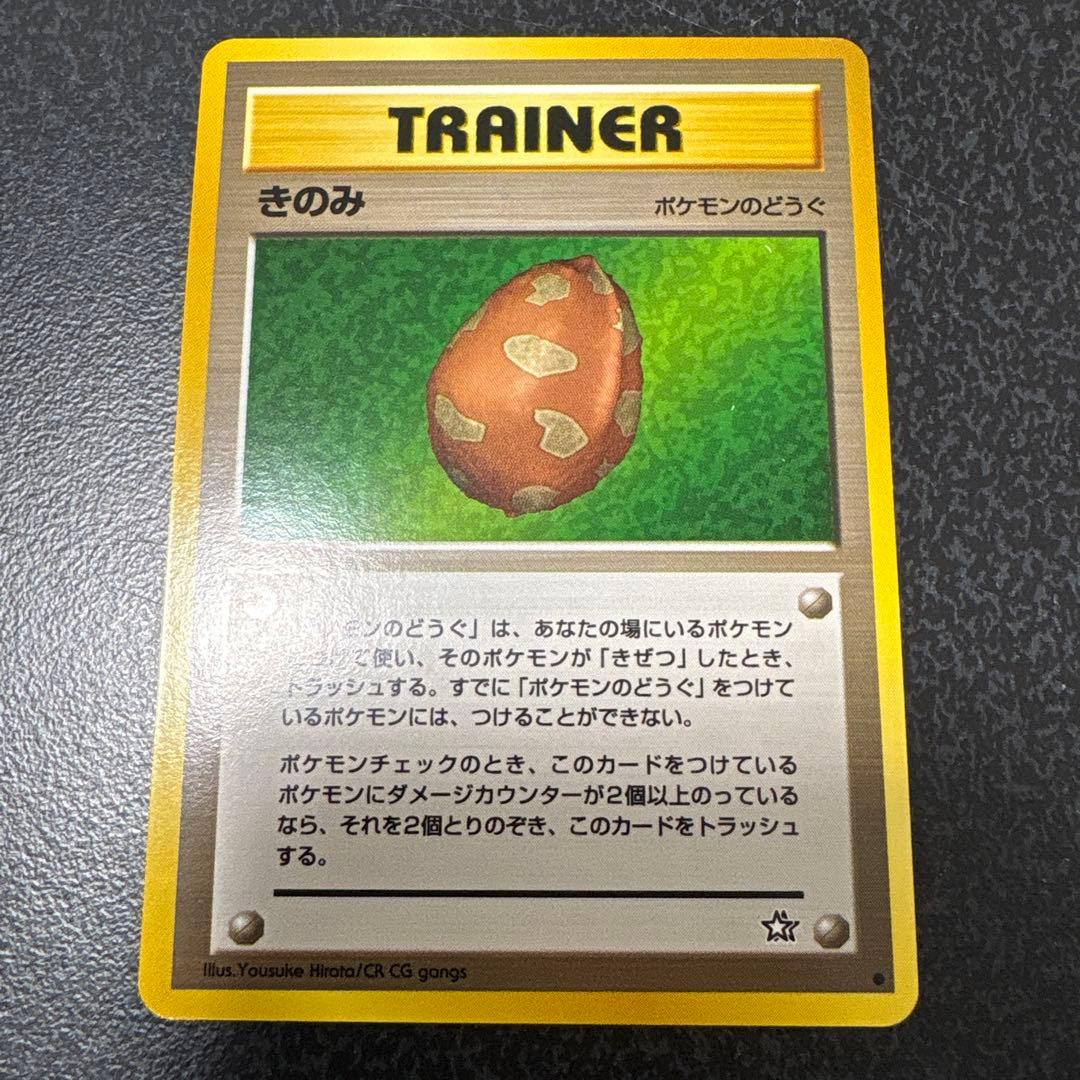 TRAINER
きのみ
ポケモンのどうぐ
モンのどうぐ」は、あなたの場にいるポケモン
使い、そのポケモンが「きぜつ」したとき、
トラッシュする。すでに「ポケモンのどうぐ」をつけて
いるポケモンには、つけることができない。
ポケモンチェックのとき、このカードをつけている
ポケモンにダメージカウンターが2個以上のっている
なら、それを2個とりのぞき、このカードをトラッシュ
する。
Illus.Yousuke Hirata/CR CG gangs